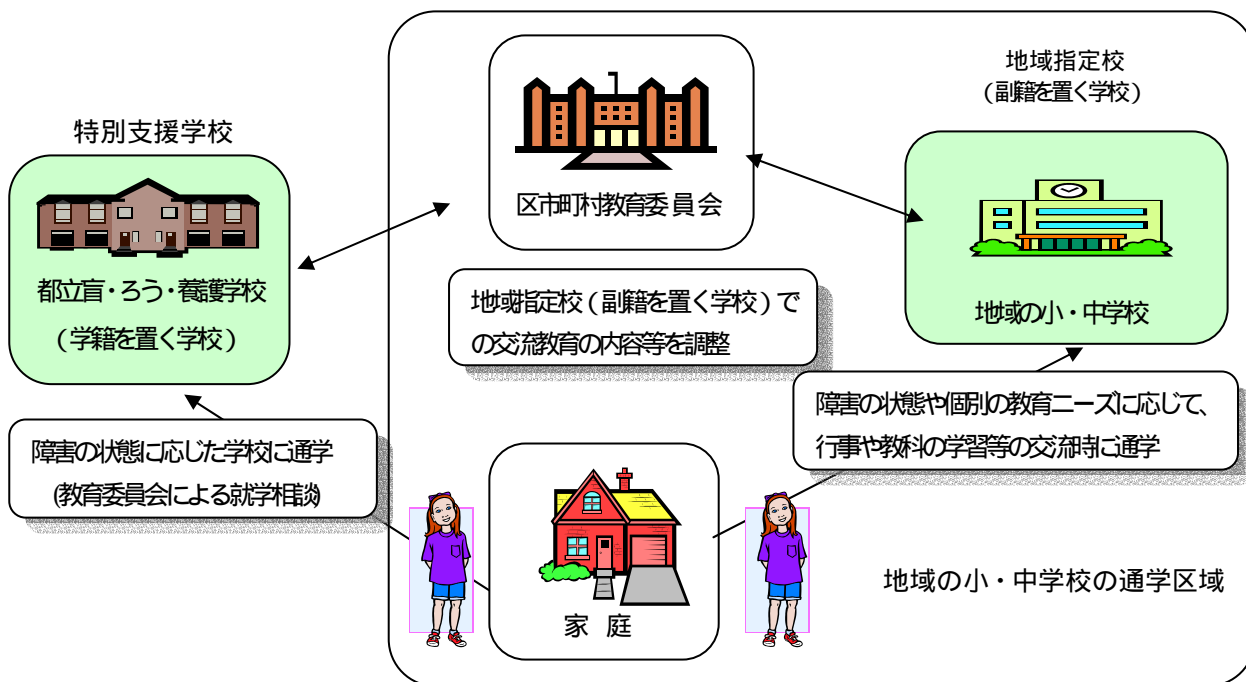 特別支援学校
都立盲・ろう・養護学校
(学籍を置く学校)
区市町村教育委員会
地域指定校
(副籍を置く学校)
地域の小・中学校
地域指定校(副籍を置く学校)で
の交流教育の内容等を調整
障害の状態に応じた学校に通学
(教育委員会による就学相談)
障害の状態や個別の教育ニーズに応じて、
行事や教科の学習等の交流時に通学
家 庭
地域の小・中学校の通学区域